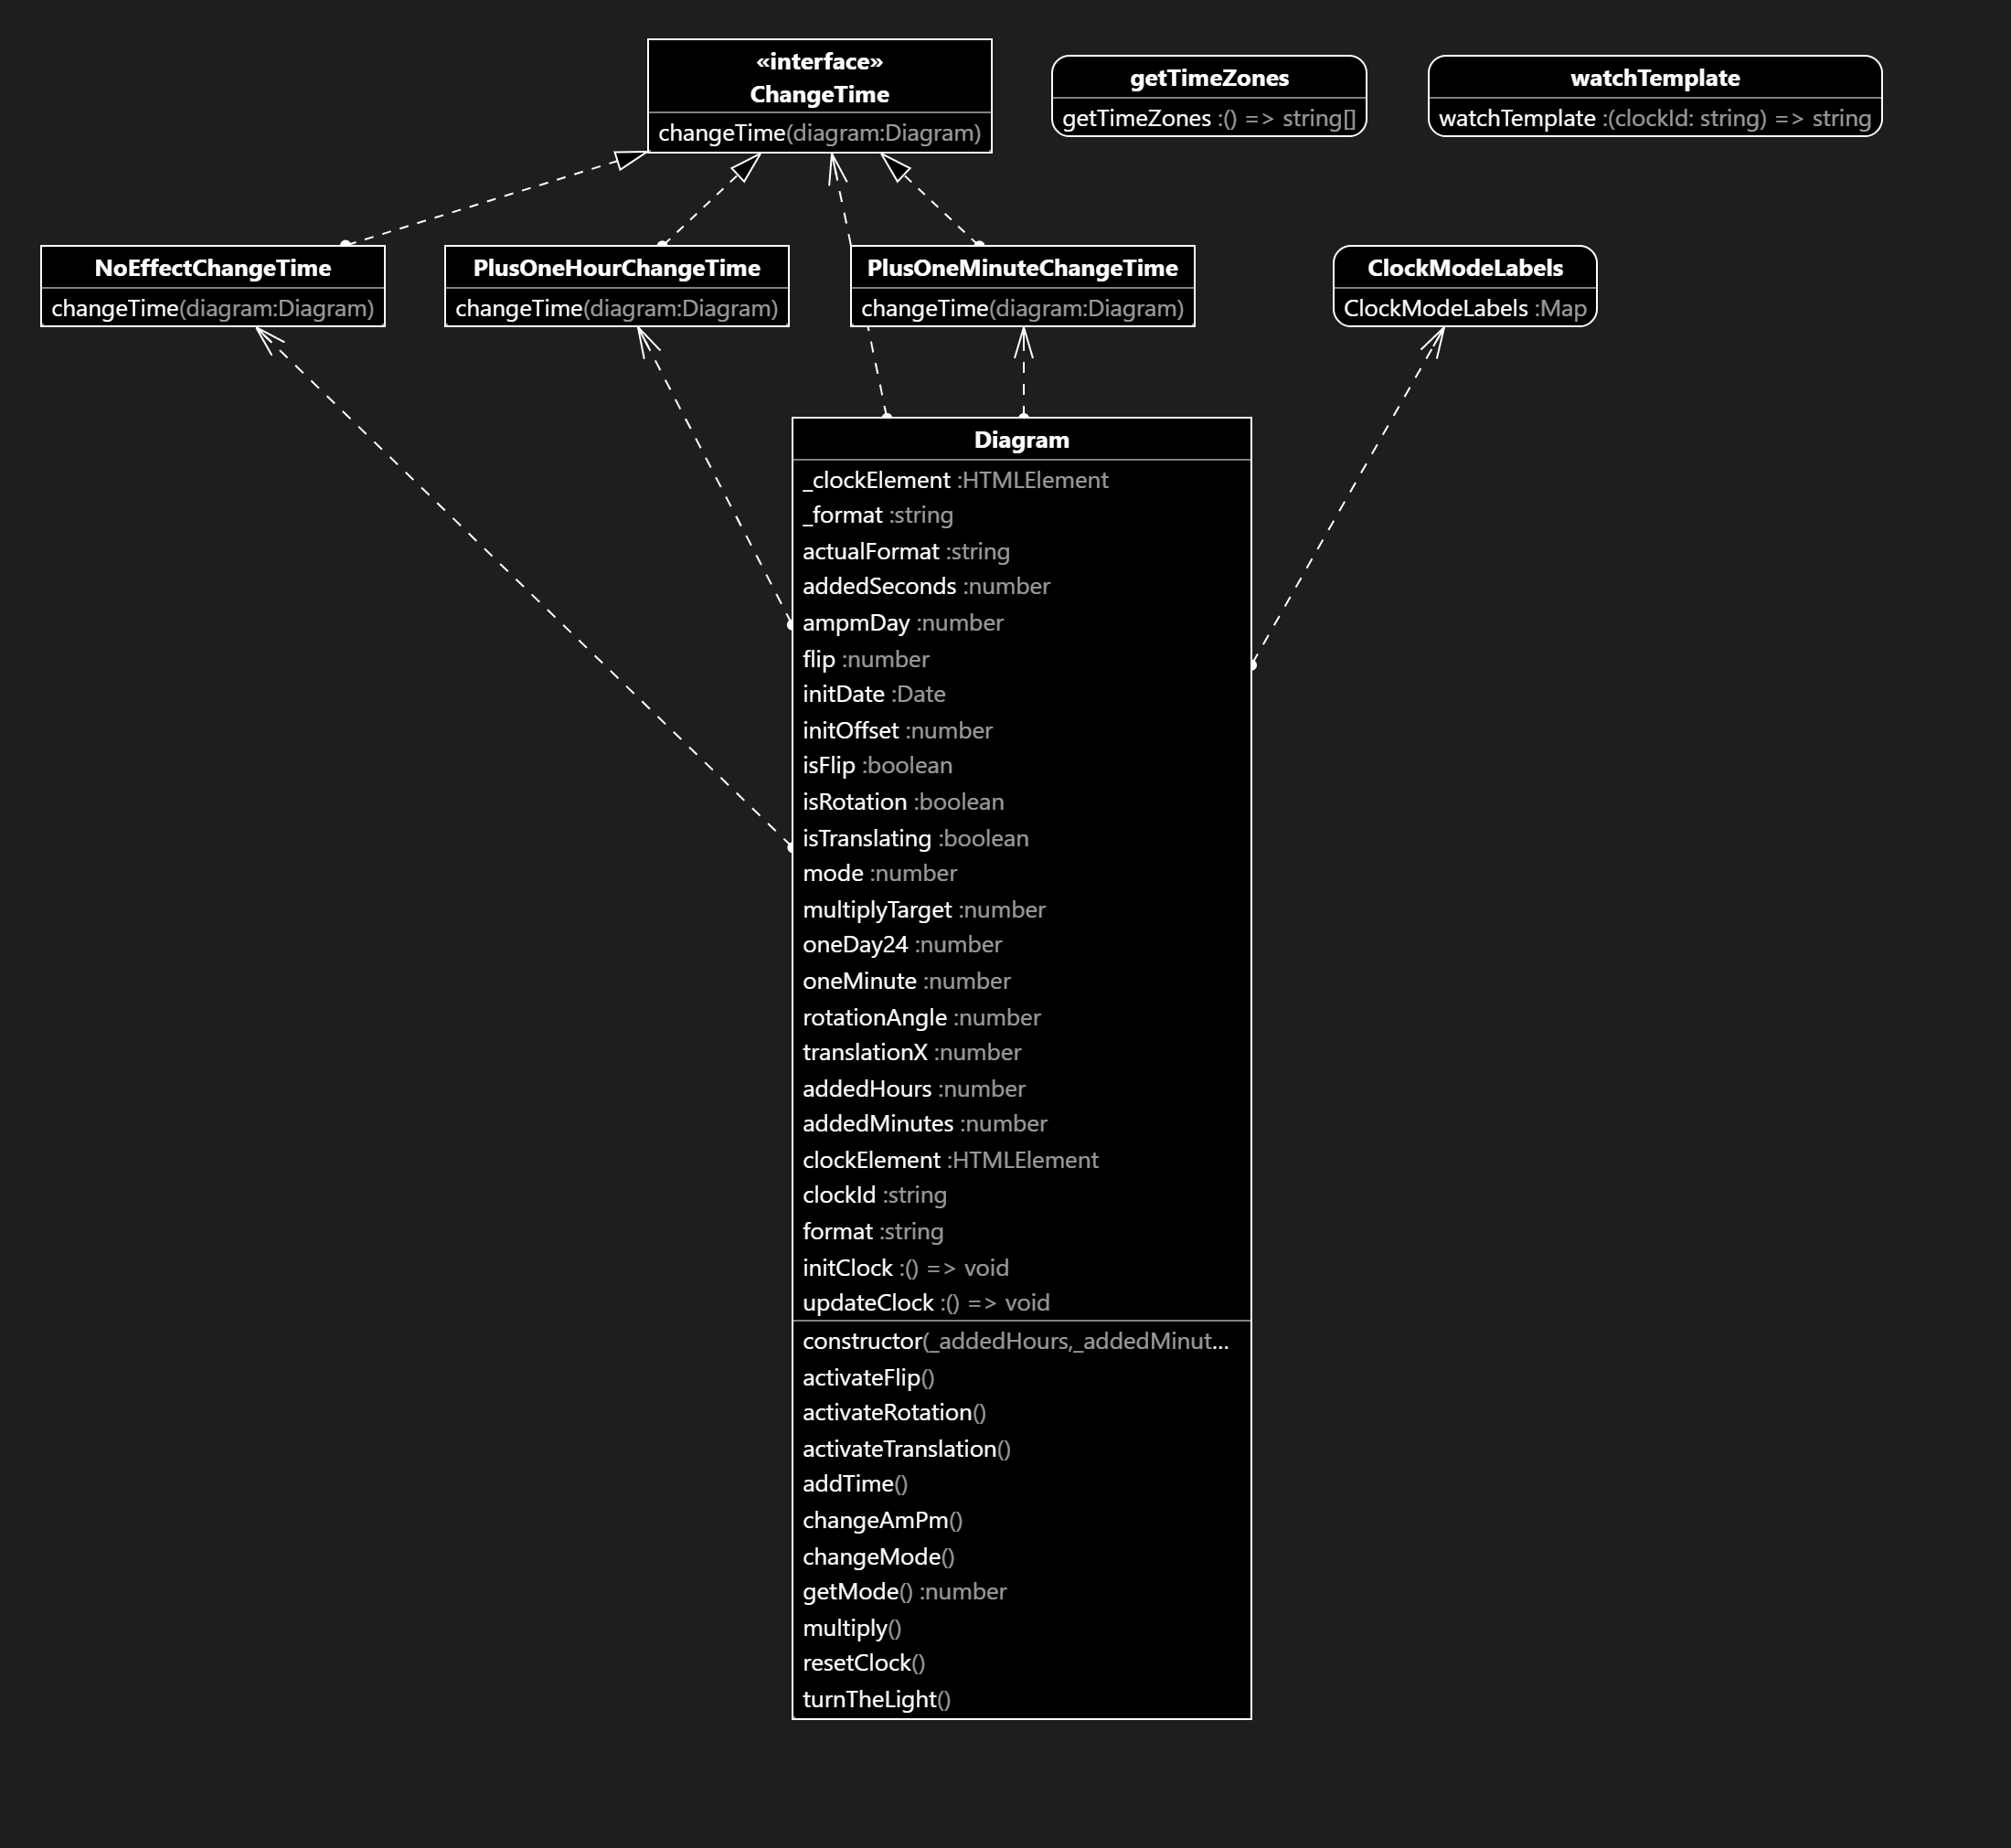 «interface»
ChangeTime
changeTime(diagram:Diagram)
getTimeZones
getTimeZones :() => string[]
watchTemplate
watchTemplate :(clockId: string) => string
NoEffectChangeTime
changeTime(diagram:Diagram)
PlusOneHourChangeTime
changeTime(diagram:Diagram)
PlusOneMinuteChangeTime
changeTime(diagram:Diagram)
ClockModeLabels
ClockModeLabels :Map
Diagram
_clockElement :HTMLElement
_format :string
actualFormat :string
addedSeconds :number
ampmDay :number
flip :number
initDate :Date
initOffset :number
isFlip :boolean
isRotation :boolean
isTranslating :boolean
mode :number
multiplyTarget :number
oneDay24 :number
oneMinute :number
rotationAngle :number
translationX :number
addedHours :number
addedMinutes :number
clockElement :HTMLElement
clockId :string
format :string
initClock :() => void
updateClock :() => void
constructor(_addedHours,_addedMinut...
activateFlip()
activateRotation()
activateTranslation()
addTime()
changeAmPm()
changeMode()
getMode() :number
multiply()
resetClock()
turnTheLight()